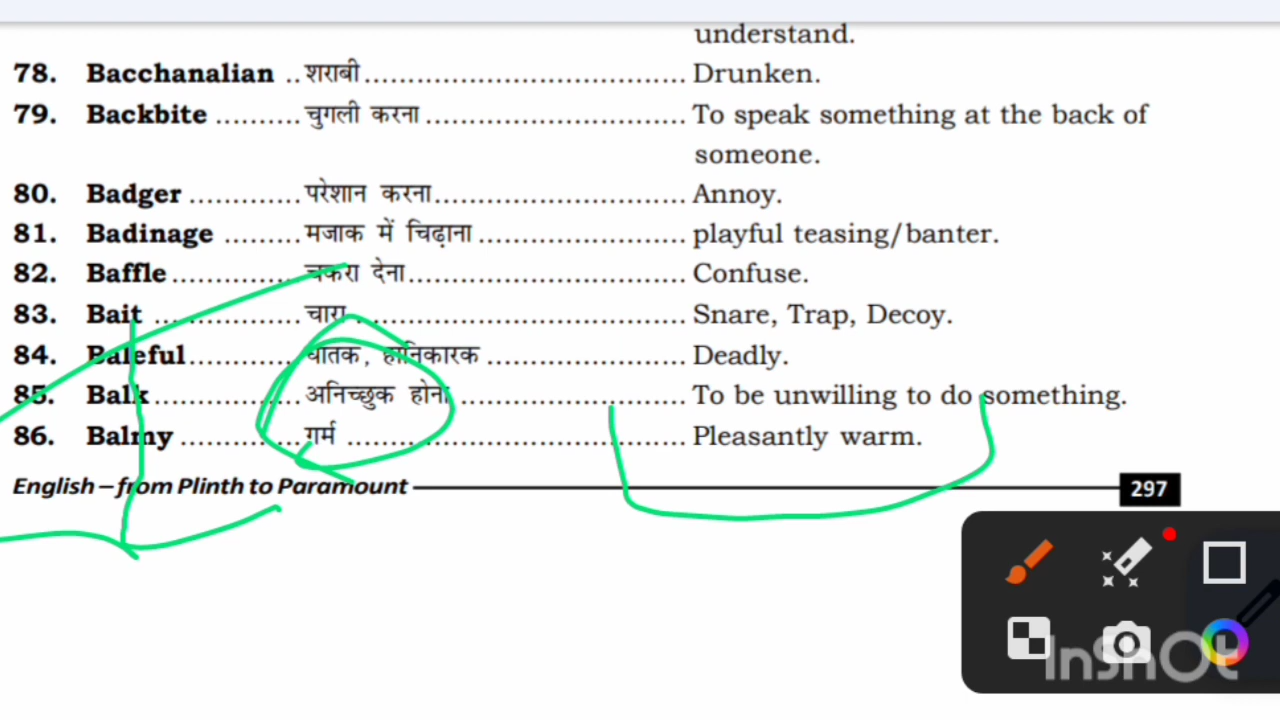 understand.
78. Bacchanalian .. शराबी ........................................ Drunken.
79. Backbite .......... चुगली करना ................................ To speak something at the back of
someone.
80. Badger ............. परेशान करना............................... Annoy.
81. Badinage ......... मजाक में चिढ़ाना ......................... playful teasing/banter.
82. Baffle .............. चकरा देना.................................. Confuse.
83. Bait ................. चारा ........................................ Snare, Trap, Decoy.
84. Baleful............. घातक, हानिकारक ........................ Deadly.
85. Balk ................ अनिच्छुक होना ........................... To be unwilling to do something.
86. Balmy .............. गर्म ......................................... Pleasantly warm.
English – from Plinth to Paramount 297
InShOt